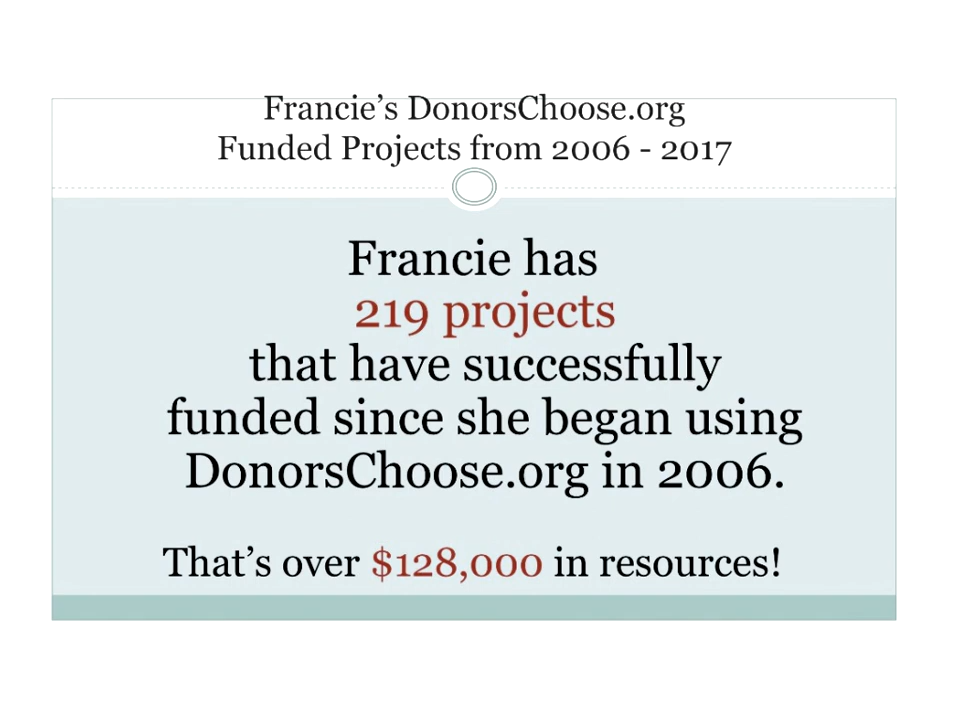 Francie’s DonorsChoose.org
Funded Projects from 2006 - 2017
Francie has
219 projects
that have successfully
funded since she began using
DonorsChoose.org in 2006.
That’s over $128,000 in resources!